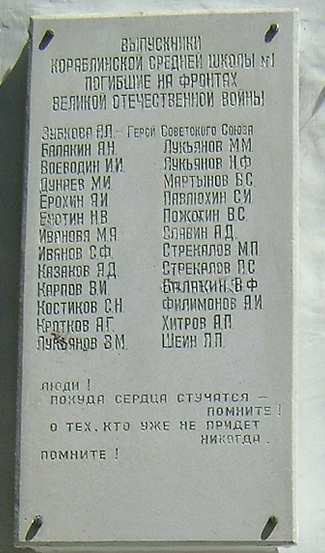 ВЫПУСКНИКИ
КОРАБЛИНСКОЙ СРЕДНЕЙ ШКОЛЫ №1
ПОГИБШИЕ НА ФРОНТАХ
ВЕЛИКОЙ ОТЕЧЕСТВЕННОЙ ВОЙНЫ
ЗУБКОВА А.Л. – ГЕРОЙ СОВЕТСКОГО СОЮЗА
БАЛАКИН А.Н. ЛУКЬЯНОВ М.М.
ВОЕВОДИН И.И. ЛУКЬЯНОВ Н.Ф.
ДУНАЕВ М.И. МАРТЫНОВ Б.С.
ЕРОХИН Я.И. ПАВЛЮХИН С.И.
ЕНОТИН Н.В. ПОЖОГИН В.С.
ИВАНОВА М.Я. СЛАВИН А.Д.
ИВАНОВ С.Ф. СТРЕКАЛОВ М.П.
КАЗАКОВ А.Д. СТРЕКАЛОВ П.С.
КАРПОВ В.И. БАЛАКИН В.Ф.
КОСТИКОВ С.Н. ФИЛИМОНОВ А.И.
КРОТКОВ А.Г. ХИТРОВ А.П.
ЛУКЬЯНОВ В.М. ШЕИН Л.П.
ЛЮДИ !
ПОКУДА СЕРДЦА СТУЧАТСЯ –
ПОМНИТЕ !
О ТЕХ, КТО УЖЕ НЕ ПРИДЕТ
НИКОГДА.
ПОМНИТЕ !